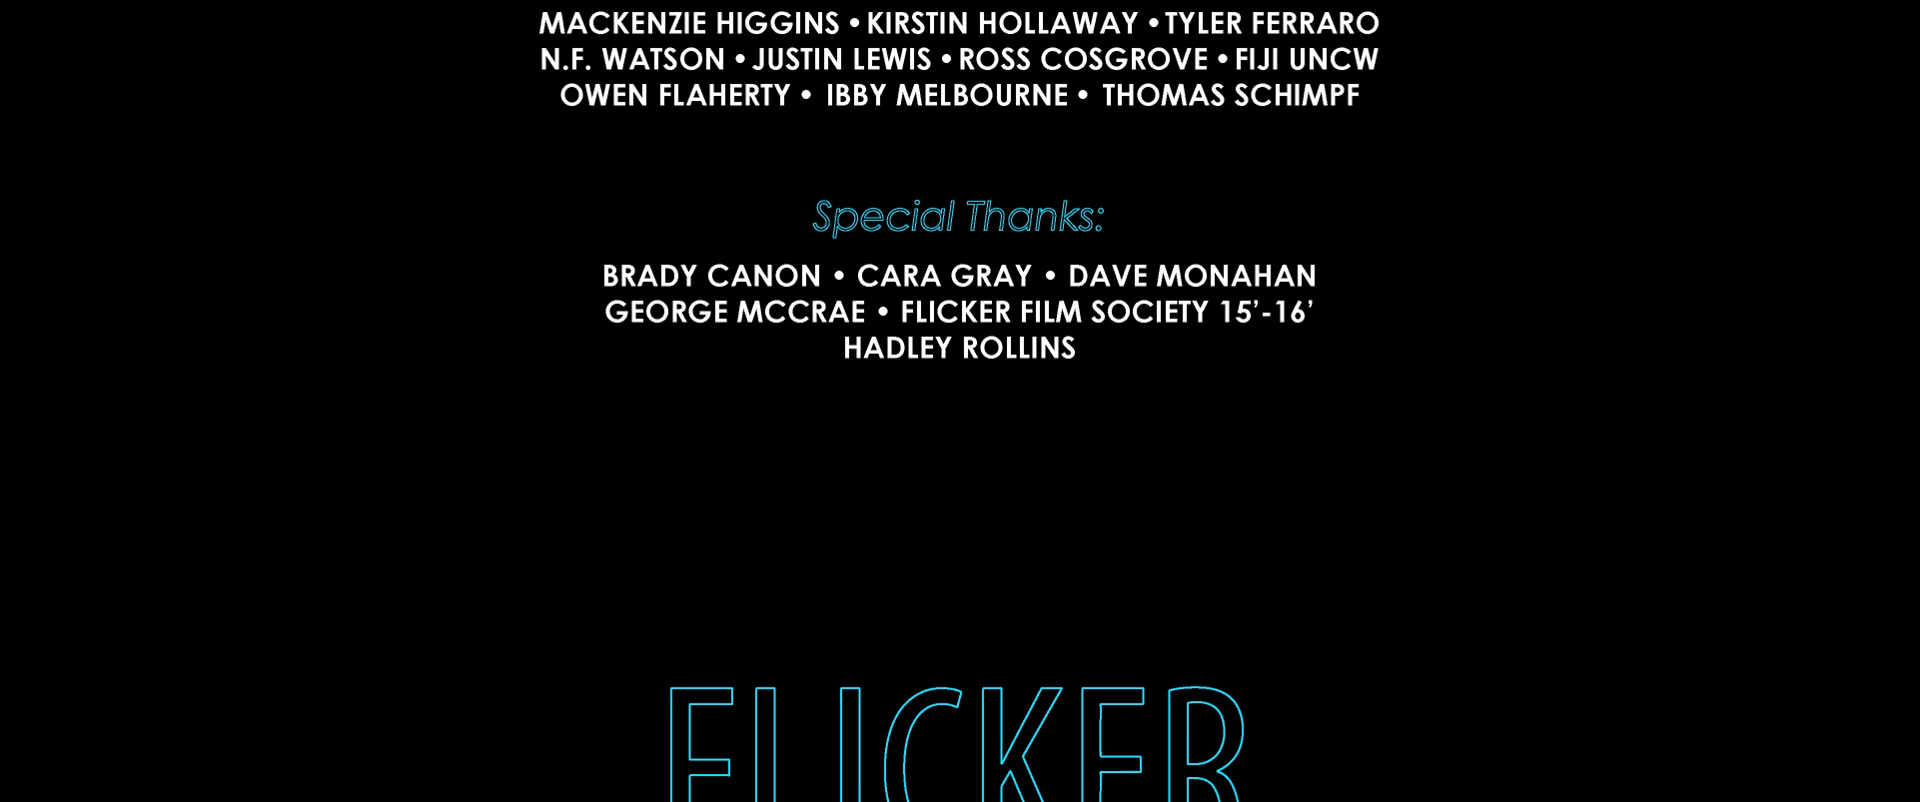 MACKENZIE HIGGINS • KIRSTIN HOLLAWAY • TYLER FERRARO
N.F. WATSON • JUSTIN LEWIS • ROSS COSGROVE • FIJI UNCW
OWEN FLAHERTY • IBBY MELBOURNE • THOMAS SCHIMPF
Special Thanks:
BRADY CANON • CARA GRAY • DAVE MONAHAN
GEORGE MCCRAE • FLICKER FILM SOCIETY 15’-16’
HADLEY ROLLINS
FLICKER